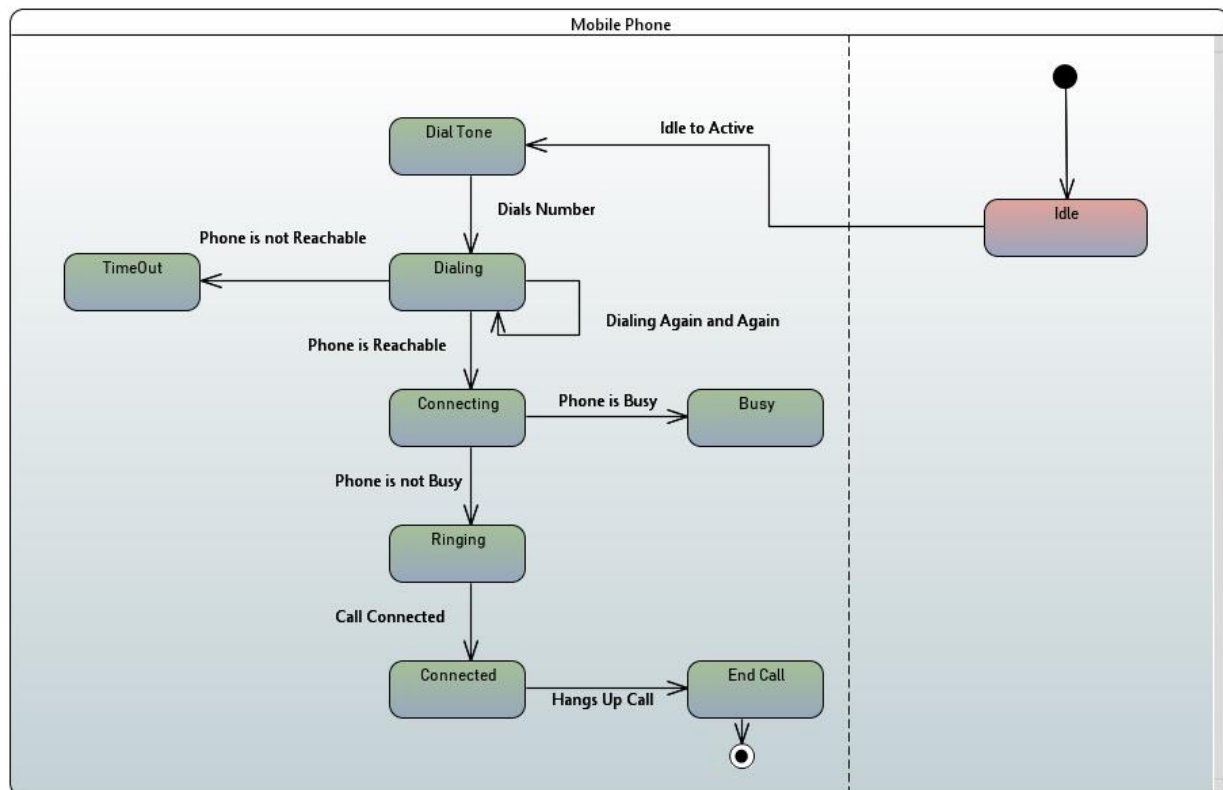 Mobile Phone
Dial Tone
Idle to Active
Idle
Dials Number
Phone is not Reachable
TimeOut
Dialing
Dialing Again and Again
Phone is Reachable
Connecting
Phone is Busy
Busy
Phone is not Busy
Ringing
Call Connected
Connected
Hangs Up Call
End Call